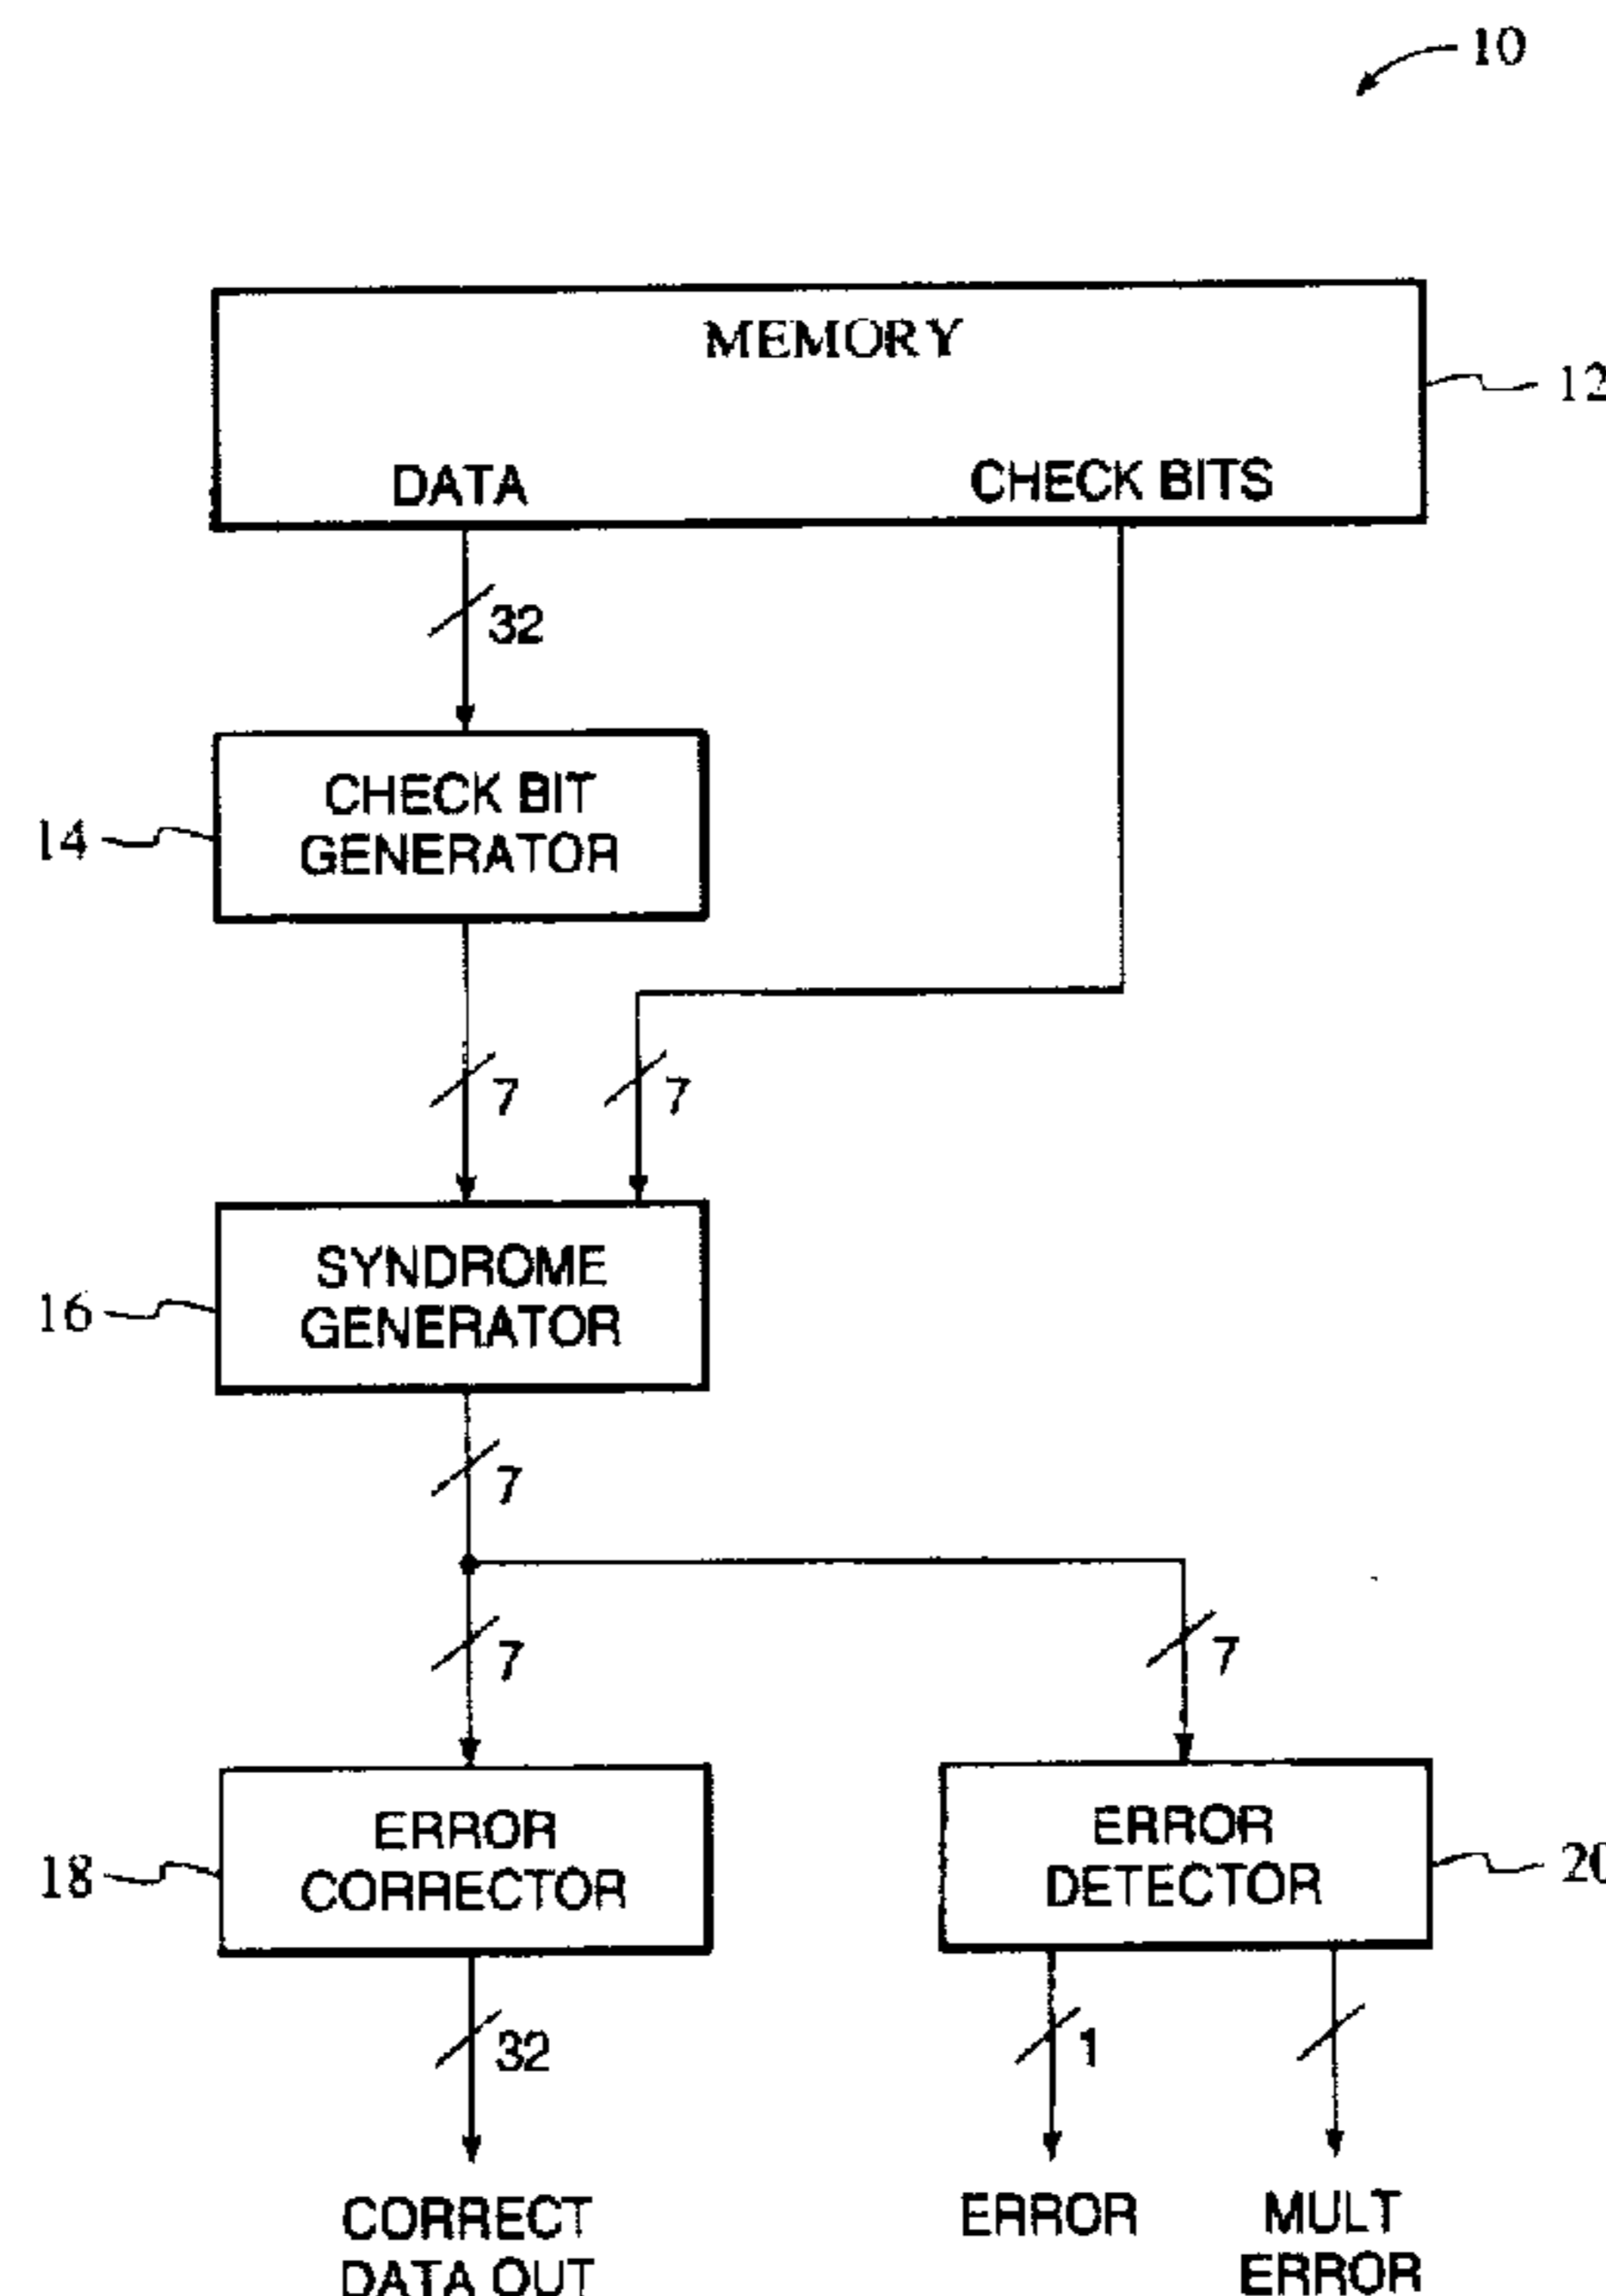 10
MEMORY
12
DATA
CHECK BITS
32
CHECK BIT
GENERATOR
14
7
7
SYNDROME
GENERATOR
16
7
7
7
ERROR
CORRECTOR
18
ERROR
DETECTOR
20
32
1
CORRECT
DATA OUT
ERROR
MULT
ERROR